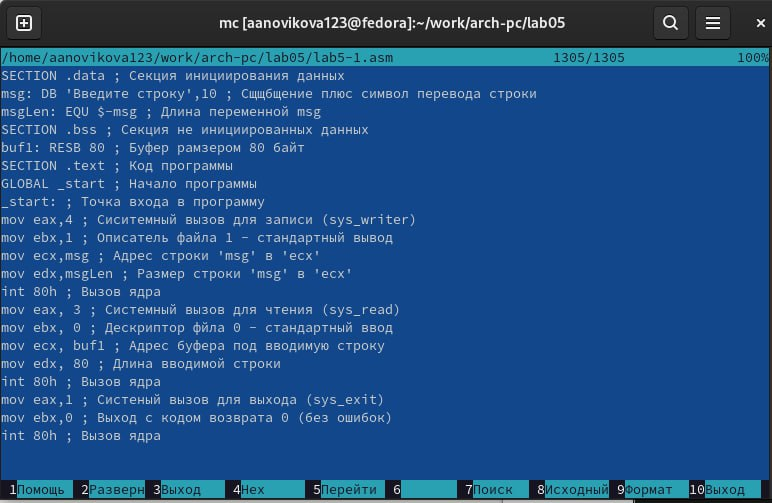 mc [aanovikova123@fedora]:~/work/arch-pc/lab05
/home/aanovikova123/work/arch-pc/lab05/lab5-1.asm 1305/1305 100%
SECTION .data ; Секция инициирования данных
msg: DB 'Введите строку',10 ; Сщщбщение плюс символ перевода строки
msgLen: EQU $-msg ; Длина переменной msg
SECTION .bss ; Секция не инициированных данных
buf1: RESB 80 ; Буфер рамзером 80 байт
SECTION .text ; Код программы
GLOBAL _start ; Начало программы
_start: ; Точка входа в программу
mov eax,4 ; Сиситемный вызов для записи (sys_writer)
mov ebx,1 ; Описатель файла 1 - стандартный вывод
mov ecx,msg ; Адрес строки 'msg' в 'ecx'
mov edx,msgLen ; Размер строки 'msg' в 'ecx'
int 80h ; Вызов ядра
mov eax, 3 ; Системный вызов для чтения (sys_read)
mov ebx, 0 ; Дескриптор фйла 0 - стандартный ввод
mov ecx, buf1 ; Адрес буфера под вводимую строку
mov edx, 80 ; Длина вводимой строки
int 80h ; Вызов ядра
mov eax,1 ; Систеный вызов для выхода (sys_exit)
mov ebx,0 ; Выход с кодом возврата 0 (без ошибок)
int 80h ; Вызов ядра
1Помощь 2Разверн 3Выход 4Hex 5Перейти 6 7Поиск 8Исходный 9Формат 10Выход